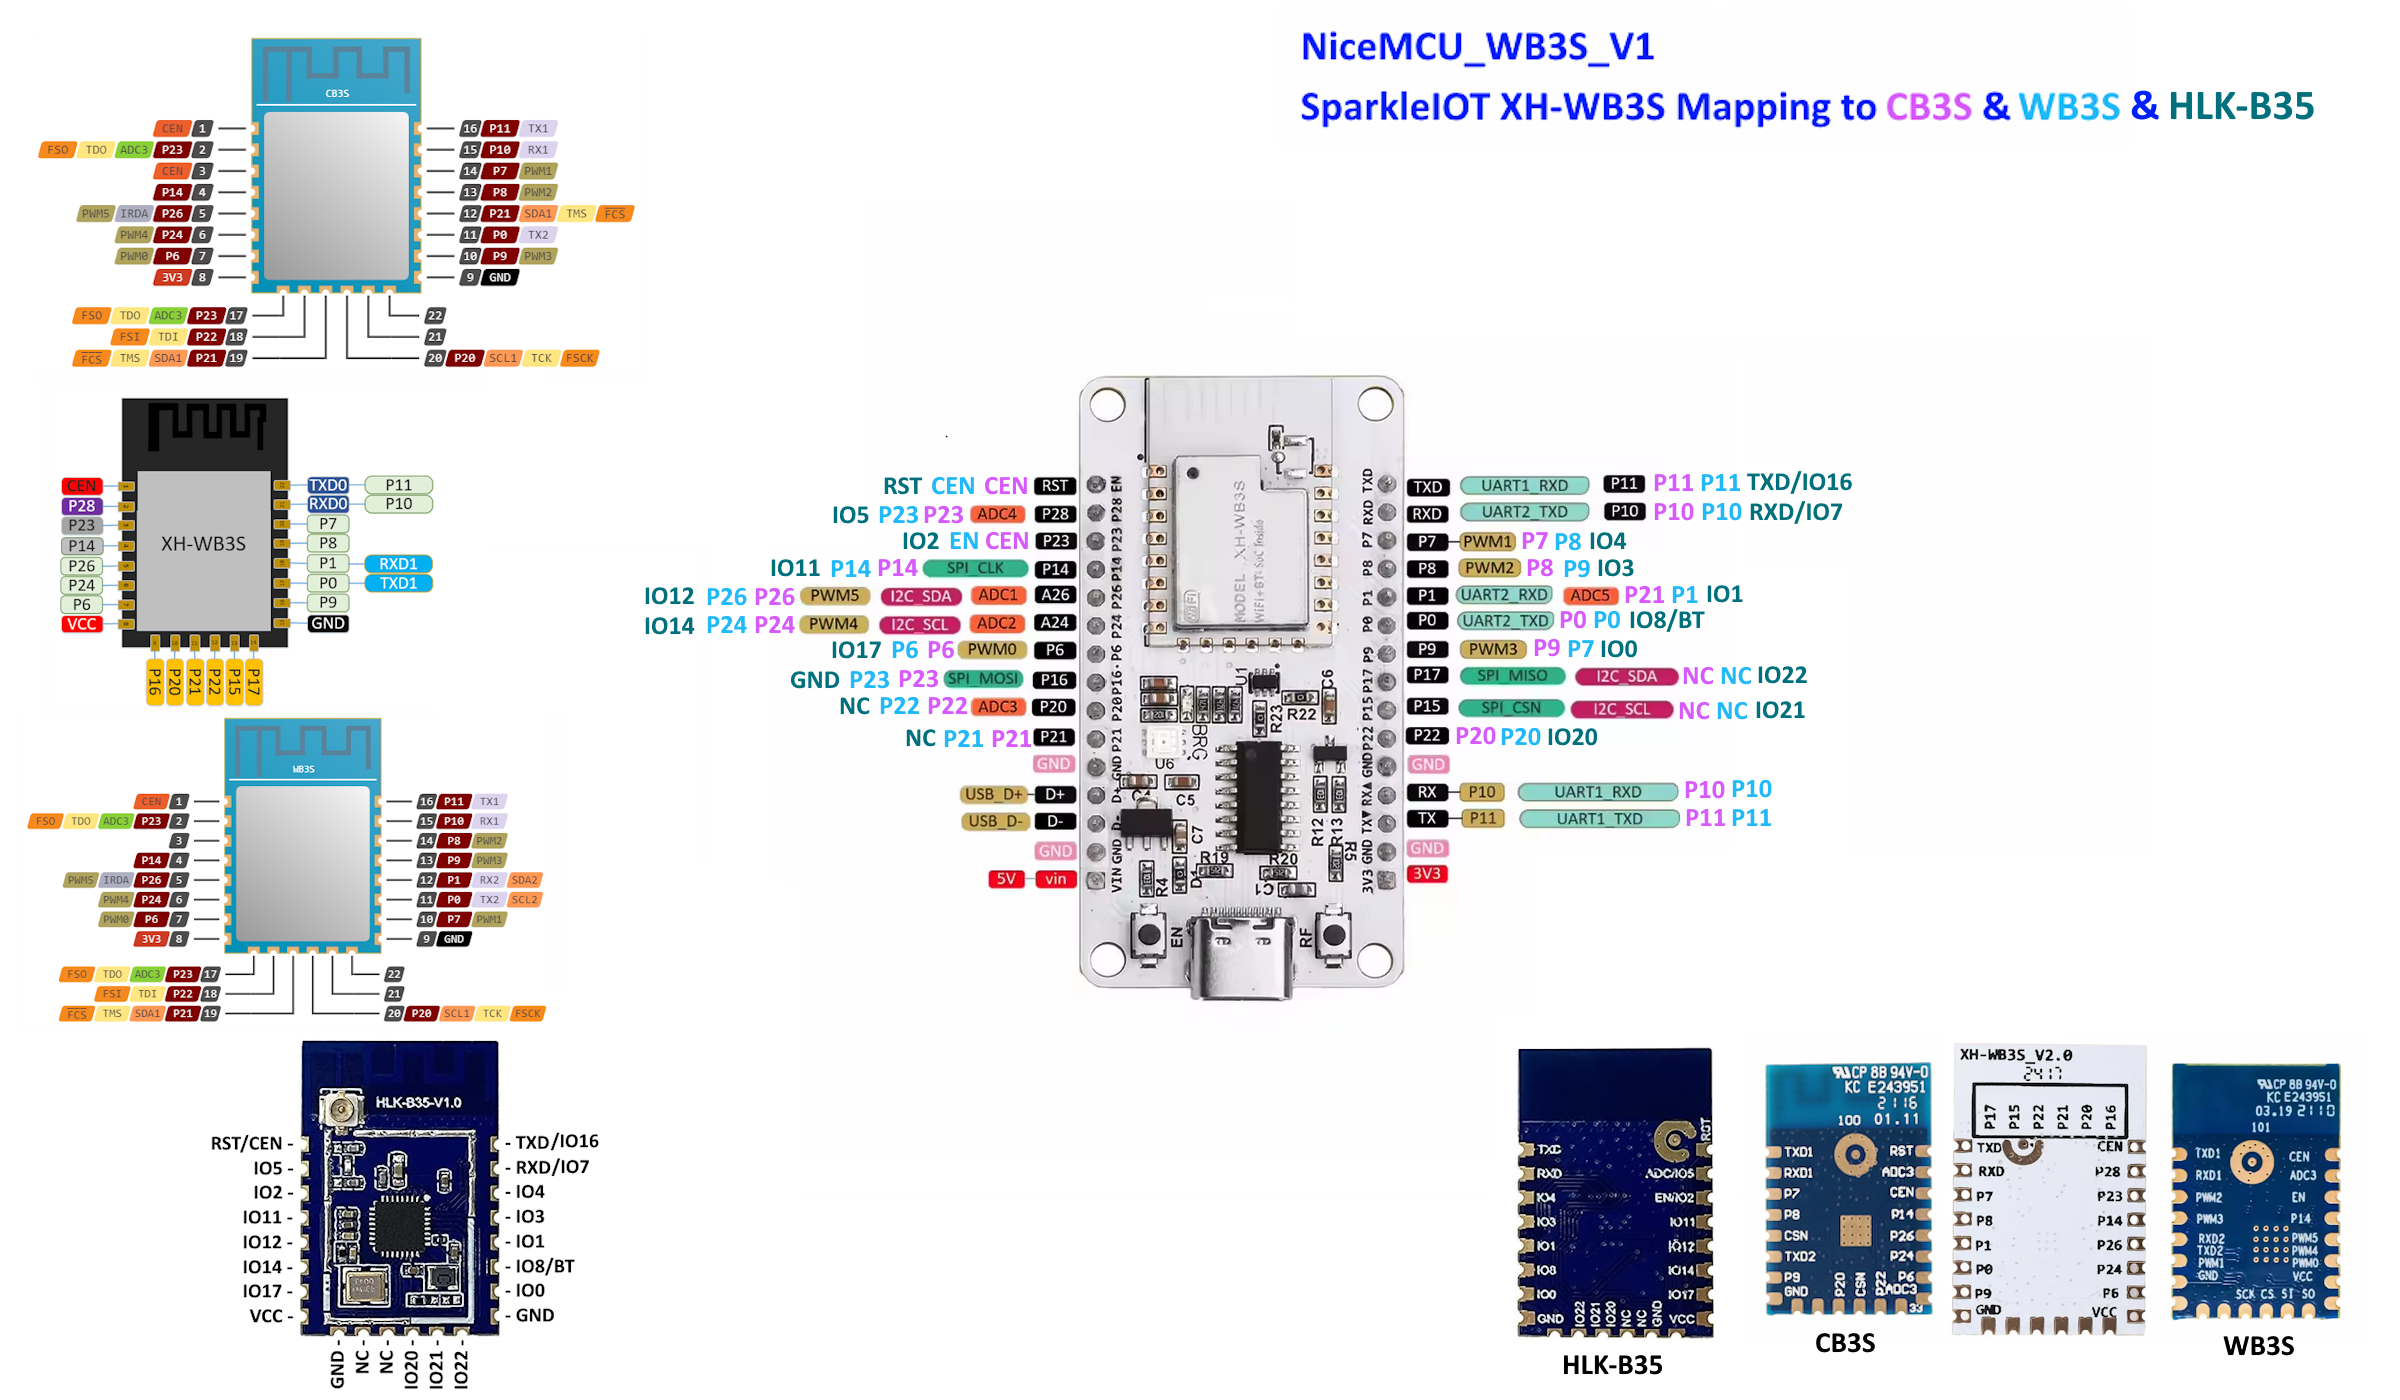 NiceMCU_WB3S_V1
SparkleIOT XH-WB3S Mapping to CB3S & WB3S & HLK-B35
CB3S
CEN 1
FSO TDO ADC3 P23 2
CEN 3
P14 4
PWM5 IRDA P26 5
PWM4 P24 6
PWM0 P6 7
3V3 8
16 P11 TX1
15 P10 RX1
14 P7 PWM1
13 P8 PWM2
12 P21 SDA1 TMS FCS
11 P0 TX2
10 P9 PWM3
9 GND
FSO TDO ADC3 P23 17
FSI TDI P22 18
FCS TMS SDA1 P21 19
22
21
20 P20 SCL1 TCK FSCK
XH-WB3S
CEN
P28
P23
P14
P26
P24
P6
VCC
TXD0 P11
RXD0 P10
P7
P8
P1 RXD1
P0 TXD1
P9
GND
P16 P20 P21 P22 P15 P17
WB3S
CEN 1
FSO TDO ADC3 P23 2
3
P14 4
PWM5 IRDA P26 5
PWM4 P24 6
PWM0 P6 7
3V3 8
16 P11 TX1
15 P10 RX1
14 P8 PWM2
13 P9 PWM3
12 P1 RX2 SDA2
11 P0 TX2 SCL2
10 P7 PWM1
9 GND
FSO TDO ADC3 P23 17
FSI TDI P22 18
FCS TMS SDA1 P21 19
22
21
20 P20 SCL1 TCK FSCK
HLK-B35-V1.0
RST/CEN -
IO5 -
IO2 -
IO11 -
IO12 -
IO14 -
IO17 -
VCC -
- TXD/IO16
- RXD/IO7
- IO4
- IO3
- IO1
- IO8/BT
- IO0
- GND
GND - NC - NC - IO20 - IO21 - IO22 -
RST CEN CEN RST
IO5 P23 P23 ADC4 P28
IO2 EN CEN P23
IO11 P14 P14 SPI_CLK P14
IO12 P26 P26 PWM5 I2C_SDA ADC1 A26
IO14 P24 P24 PWM4 I2C_SCL ADC2 A24
IO17 P6 P6 PWM0 P6
GND P23 P23 SPI_MOSI P16
NC P22 P22 ADC3 P20
NC P21 P21 P21
GND
USB_D+ D+
USB_D- D-
GND
5V vin
EN P28 P23 P14 P26 P24 P6 P16 P20 P21 GND D+ D- GND VIN
MODEL XH-WB3S
WiFi+BT SoC Inside
WiFi
U1 C6
R23 R22
BRG
U6
C5
C7
R12 R13
R5
R19 R20
R4 D1 C1
EN RF
TXD RXD P7 P8 P1 P0 P9 P17 P15 P22 GND RX TX GND 3V3
TXD UART1_RXD P11 P11 P11 TXD/IO16
RXD UART2_TXD P10 P10 P10 RXD/IO7
P7 PWM1 P7 P8 IO4
P8 PWM2 P8 P9 IO3
P1 UART2_RXD ADC5 P21 P1 IO1
P0 UART2_TXD P0 P0 IO8/BT
P9 PWM3 P9 P7 IO0
P17 SPI_MISO I2C_SDA NC NC IO22
P15 SPI_CSN I2C_SCL NC NC IO21
P22 P20 P20 IO20
GND
RX P10 UART1_RXD P10 P10
TX P11 UART1_TXD P11 P11
GND
3V3
TXD RST
RXD ADC/IO5
IO4 EN/IO2
IO3 IO11
IO1 IO12
IO8 IO14
IO0 IO17
GND IO22 IO21 IO20 NC NC GND VCC
HLK-B35
CP 8B 94V-0
KC E243951
2116
100 01.11
TXD1 RST
RXD1 ADC3
P7 CEN
P8 P14
CSN P26
TXD2 P24
P9 P6
GND P20 CSN P22 ADC3
33
CB3S
XH-WB3S_V2.0
2417
P17 P15 P22 P21 P20 P16
TXD CEN
RXD P28
P7 P23
P8 P14
P1 P26
P0 P24
P9 P6
GND VCC
CP 8B 94V-0
KC E243951
03.19 2110
101
TXD1 CEN
RXD1 ADC3
PWM2 EN
PWM3 P14
RXD2 PWM5
TXD2 PWM4
PWM1 PWM0
GND VCC
SCK CS SI SO
WB3S